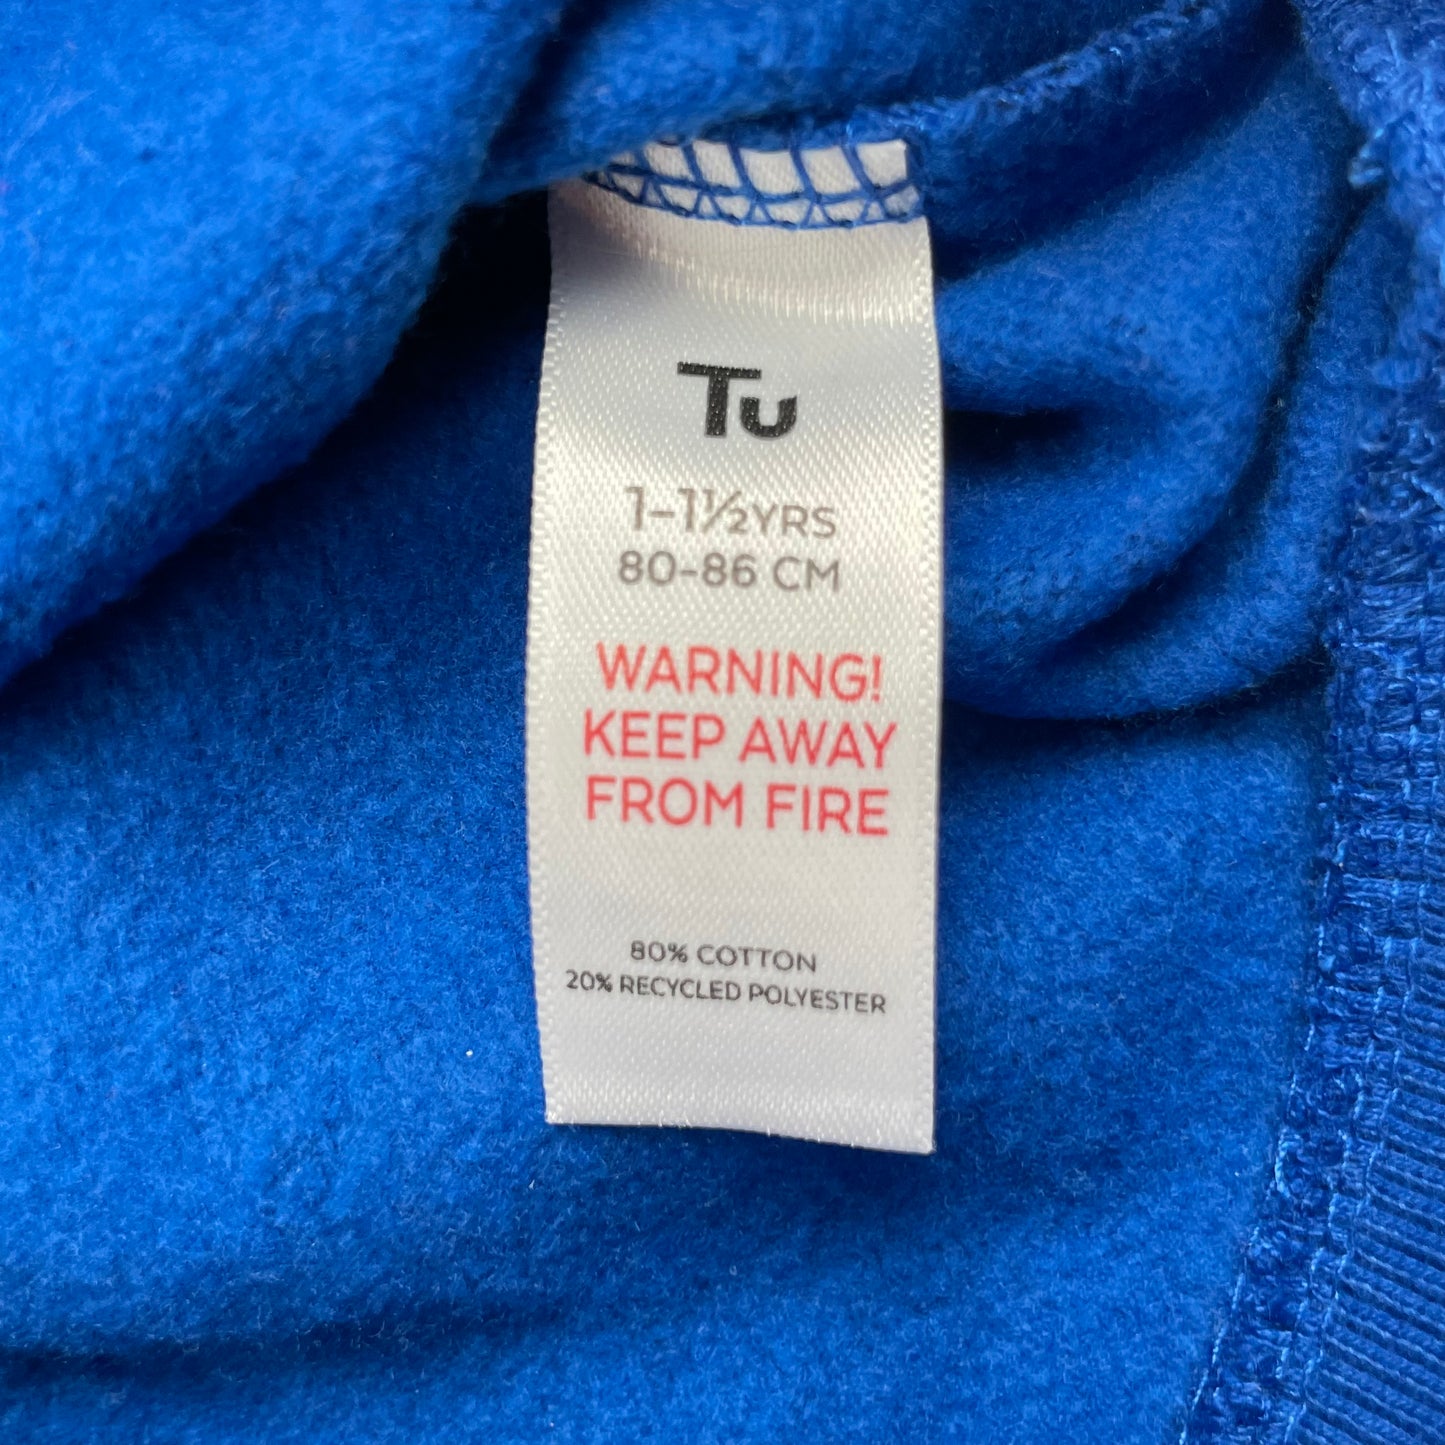 Tu
1-1½YRS
80-86 CM
WARNING!
KEEP AWAY
FROM FIRE
80% COTTON
20% RECYCLED POLYESTER